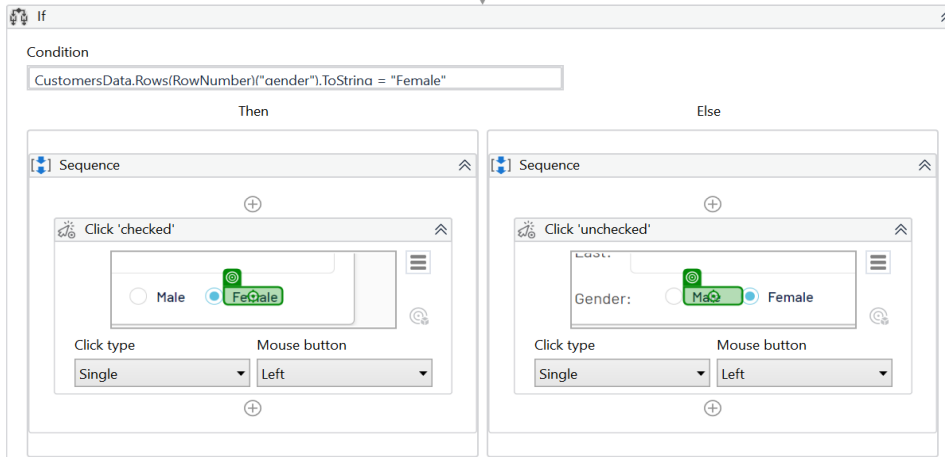 If
Condition
CustomersData.Rows(RowNumber)("gender").ToString = "Female"
Then
Else
Sequence
Sequence
Click 'checked'
Click 'unchecked'
Last:
Male
Female
Gender:
Male
Female
Click type
Mouse button
Click type
Mouse button
Single
Left
Single
Left